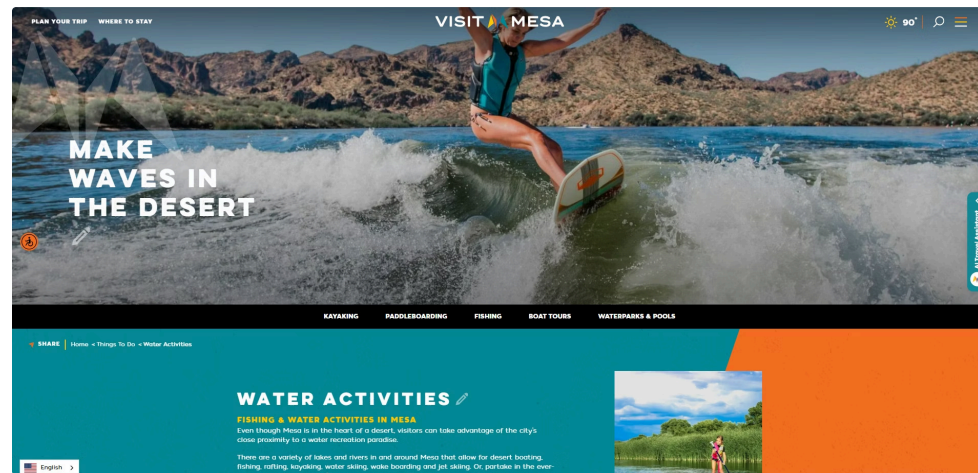 PLAN YOUR TRIP WHERE TO STAY
VISIT MESA
90°
MAKE
WAVES IN
THE DESERT
AI Travel Assistant
KAYAKING PADDLEBOARDING FISHING BOAT TOURS WATERPARKS & POOLS
SHARE Home < Things To Do < Water Activities
WATER ACTIVITIES
FISHING & WATER ACTIVITIES IN MESA
Even though Mesa is in the heart of a desert, visitors can take advantage of the city's
close proximity to a water recreation paradise.
There are a variety of lakes and rivers in and around Mesa that allow for desert boating,
fishing, rafting, kayaking, water skiing, wake boarding and jet skiing. Or, partake in the ever-
English >